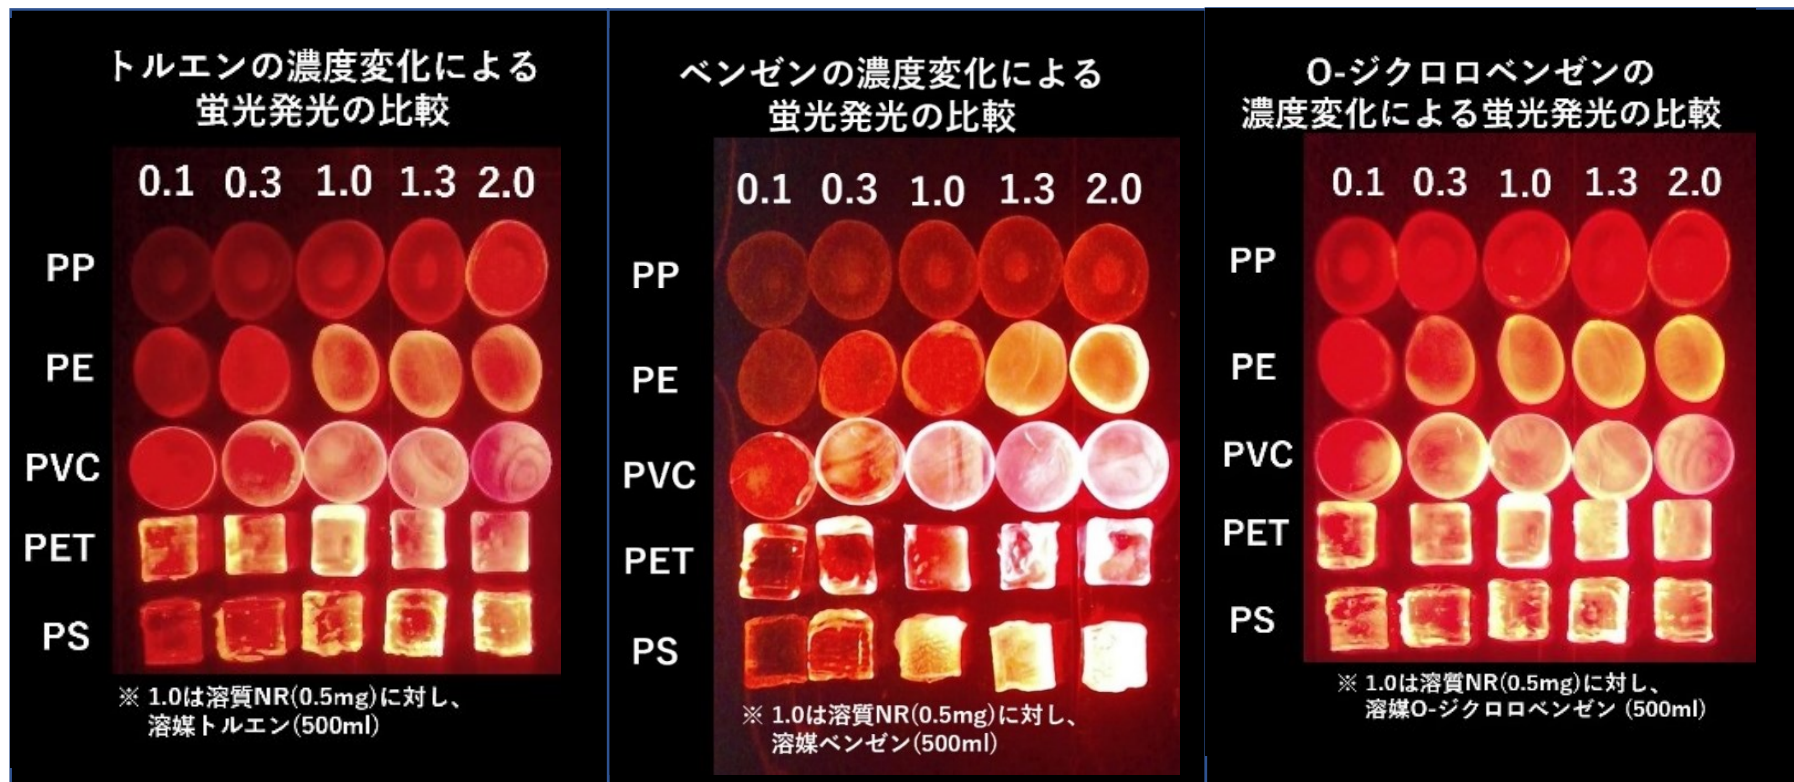 トルエンの濃度変化による
蛍光発光の比較
0.1 0.3 1.0 1.3 2.0
PP
PE
PVC
PET
PS
※ 1.0は溶質NR(0.5mg)に対し、
溶媒トルエン(500ml)
ベンゼンの濃度変化による
蛍光発光の比較
0.1 0.3 1.0 1.3 2.0
PP
PE
PVC
PET
PS
※ 1.0は溶質NR(0.5mg)に対し、
溶媒ベンゼン(500ml)
O-ジクロロベンゼンの
濃度変化による蛍光発光の比較
0.1 0.3 1.0 1.3 2.0
PP
PE
PVC
PET
PS
※ 1.0は溶質NR(0.5mg)に対し、
溶媒O-ジクロロベンゼン (500ml)